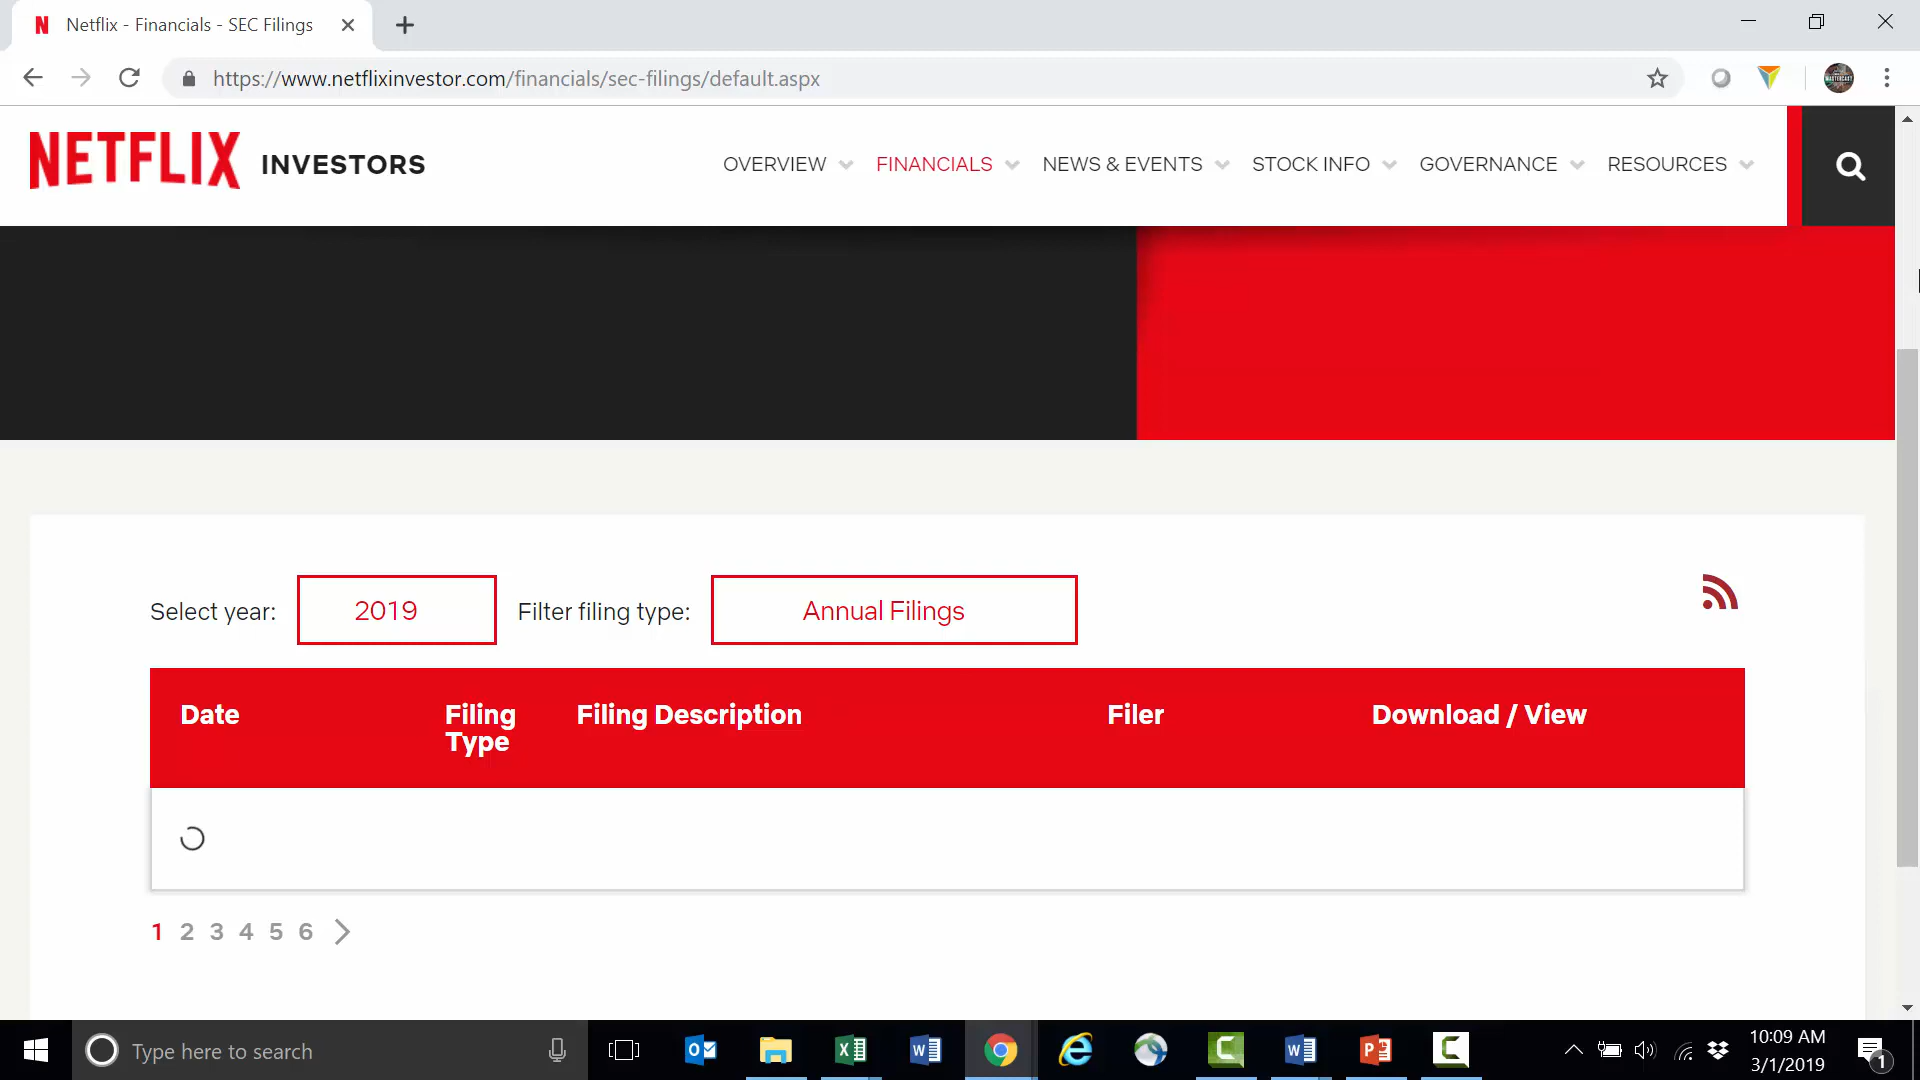 Netflix - Financials - SEC Filings
https://www.netflixinvestor.com/financials/sec-filings/default.aspx
NETFLIX INVESTORS
OVERVIEW FINANCIALS NEWS & EVENTS STOCK INFO GOVERNANCE RESOURCES
Select year: 2019 Filter filing type: Annual Filings
Date Filing Type Filing Description Filer Download / View
1 2 3 4 5 6
Type here to search
10:09 AM
3/1/2019
1